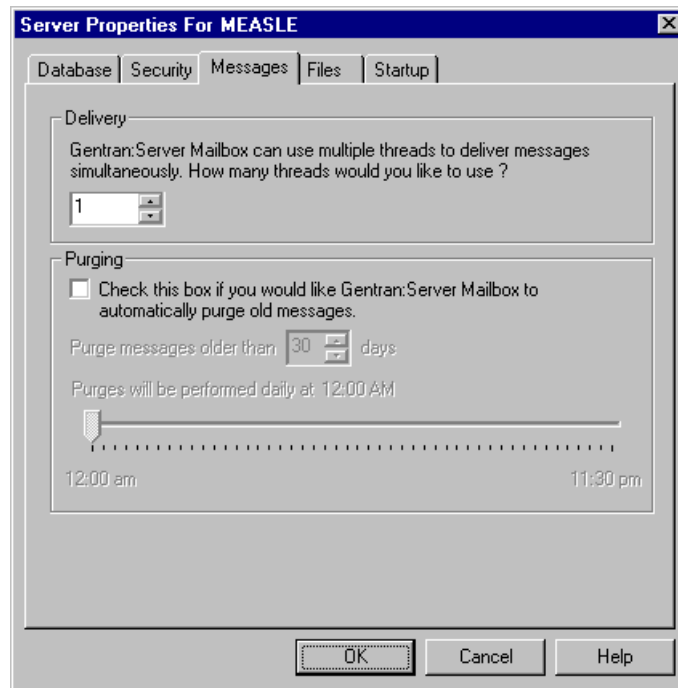 Server Properties For MEASLE
Database Security Messages Files Startup
Delivery
Gentran:Server Mailbox can use multiple threads to deliver messages
simultaneously. How many threads would you like to use ?
1
Purging
Check this box if you would like Gentran:Server Mailbox to
automatically purge old messages.
Purge messages older than 30 days
Purges will be performed daily at 12:00 AM
12:00 am 11:30 pm
OK Cancel Help